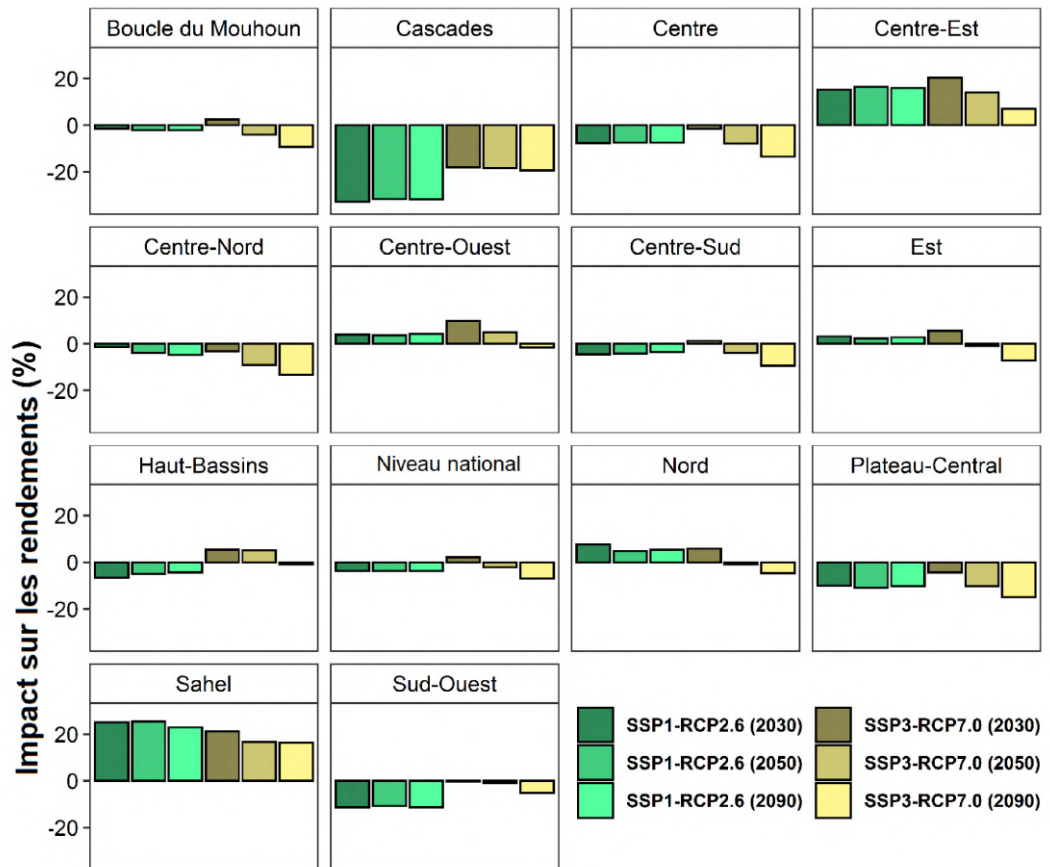 Boucle du Mouhoun
Cascades
Centre
Centre-Est
20
0
-20
Centre-Nord
Centre-Ouest
Centre-Sud
Est
20
0
-20
Haut-Bassins
Niveau national
Nord
Plateau-Central
20
0
-20
Sahel
Sud-Ouest
20
0
-20
Impact sur les rendements (%)
SSP1-RCP2.6 (2030)
SSP1-RCP2.6 (2050)
SSP1-RCP2.6 (2090)
SSP3-RCP7.0 (2030)
SSP3-RCP7.0 (2050)
SSP3-RCP7.0 (2090)